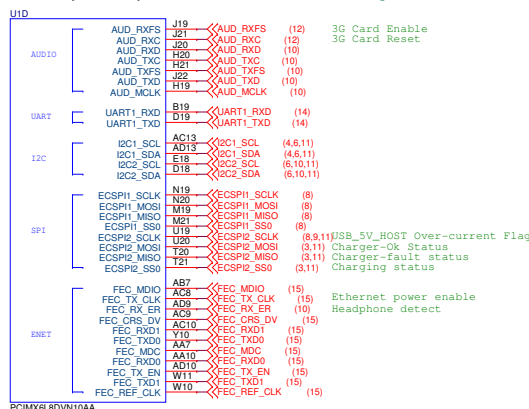 U1D
AUDIO
AUD_RXFS J19 AUD_RXFS (12) 3G Card Enable
AUD_RXC J21 AUD_RXC (12) 3G Card Reset
AUD_RXD J20 AUD_RXD (10)
AUD_TXC H20 AUD_TXC (10)
AUD_TXFS H21 AUD_TXFS (10)
AUD_TXD J22 AUD_TXD (10)
AUD_MCLK H19 AUD_MCLK (10)
UART
UART1_RXD B19 UART1_RXD (14)
UART1_TXD D19 UART1_TXD (14)
I2C
I2C1_SCL AC13 I2C1_SCL (4,6,11)
I2C1_SDA AD13 I2C1_SDA (4,6,11)
I2C2_SCL E18 I2C2_SCL (6,10,11)
I2C2_SDA D18 I2C2_SDA (6,10,11)
SPI
ECSPI1_SCLK N19 ECSPI1_SCLK (8)
ECSPI1_MOSI N20 ECSPI1_MOSI (8)
ECSPI1_MISO M19 ECSPI1_MISO (8)
ECSPI1_SS0 M21 ECSPI1_SS0 (8)
ECSPI2_SCLK U19 ECSPI2_SCLK (8,9,11) USB_5V_HOST Over-current Flag
ECSPI2_MOSI U20 ECSPI2_MOSI (3,11) Charger-Ok Status
ECSPI2_MISO T20 ECSPI2_MISO (3,11) Charger-fault status
ECSPI2_SS0 T21 ECSPI2_SS0 (3,11) Charging status
ENET
FEC_MDIO AB7 FEC_MDIO (15)
FEC_TX_CLK AC8 FEC_TX_CLK (15) Ethernet power enable
FEC_RX_ER AD9 FEC_RX_ER (10) Headphone detect
FEC_CRS_DV AC9 FEC_CRS_DV (15)
FEC_RXD1 AC10 FEC_RXD1 (15)
FEC_TXD0 Y10 FEC_TXD0 (15)
FEC_MDC AA7 FEC_MDC (15)
FEC_RXD0 AA10 FEC_RXD0 (15)
FEC_TX_EN AD10 FEC_TX_EN (15)
FEC_TXD1 W11 FEC_TXD1 (15)
FEC_REF_CLK W10 FEC_REF_CLK (15)
PCIMX6L8DVN10AA